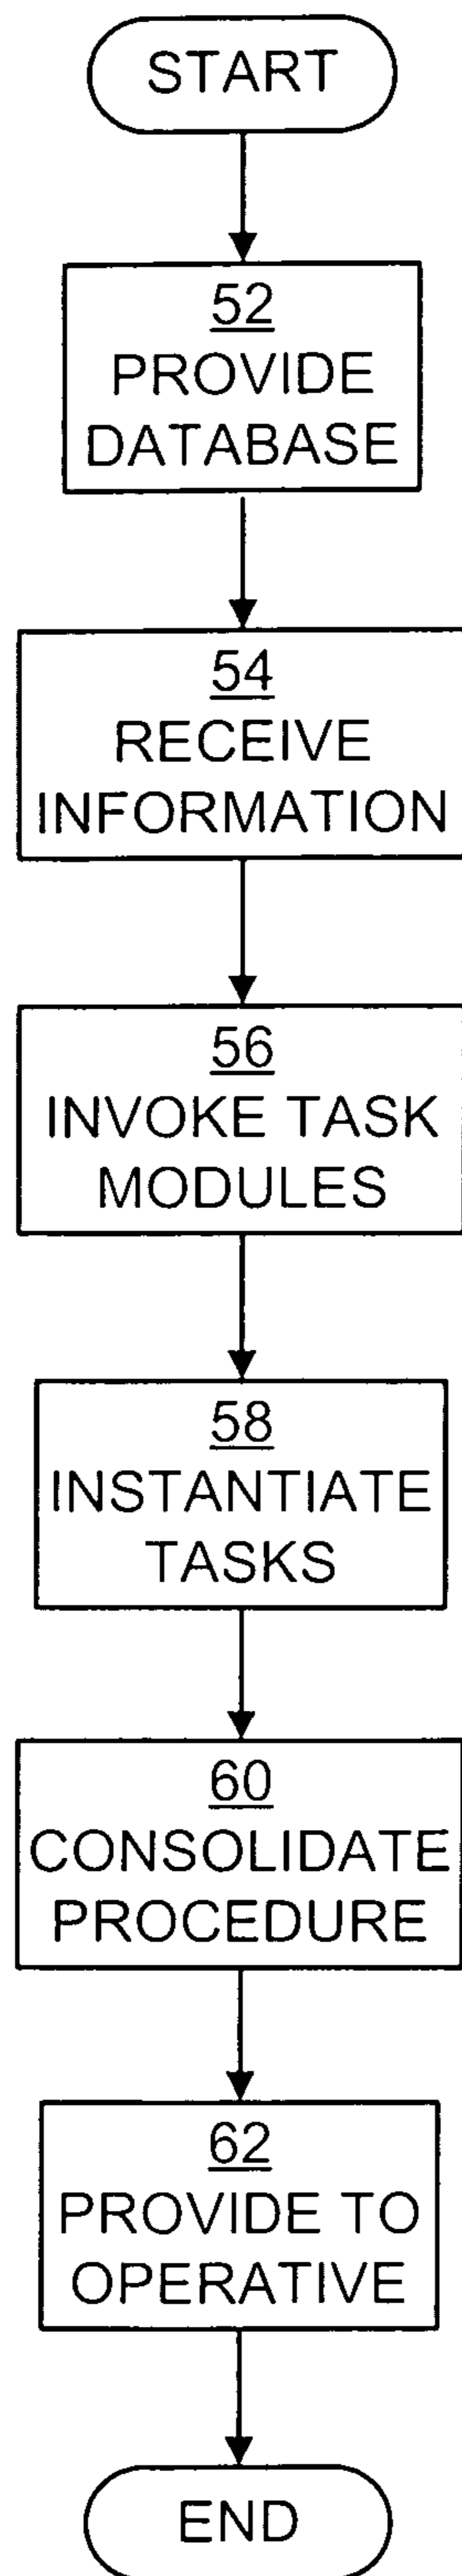 START
52
PROVIDE
DATABASE
54
RECEIVE
INFORMATION
56
INVOKE TASK
MODULES
58
INSTANTIATE
TASKS
60
CONSOLIDATE
PROCEDURE
62
PROVIDE TO
OPERATIVE
END